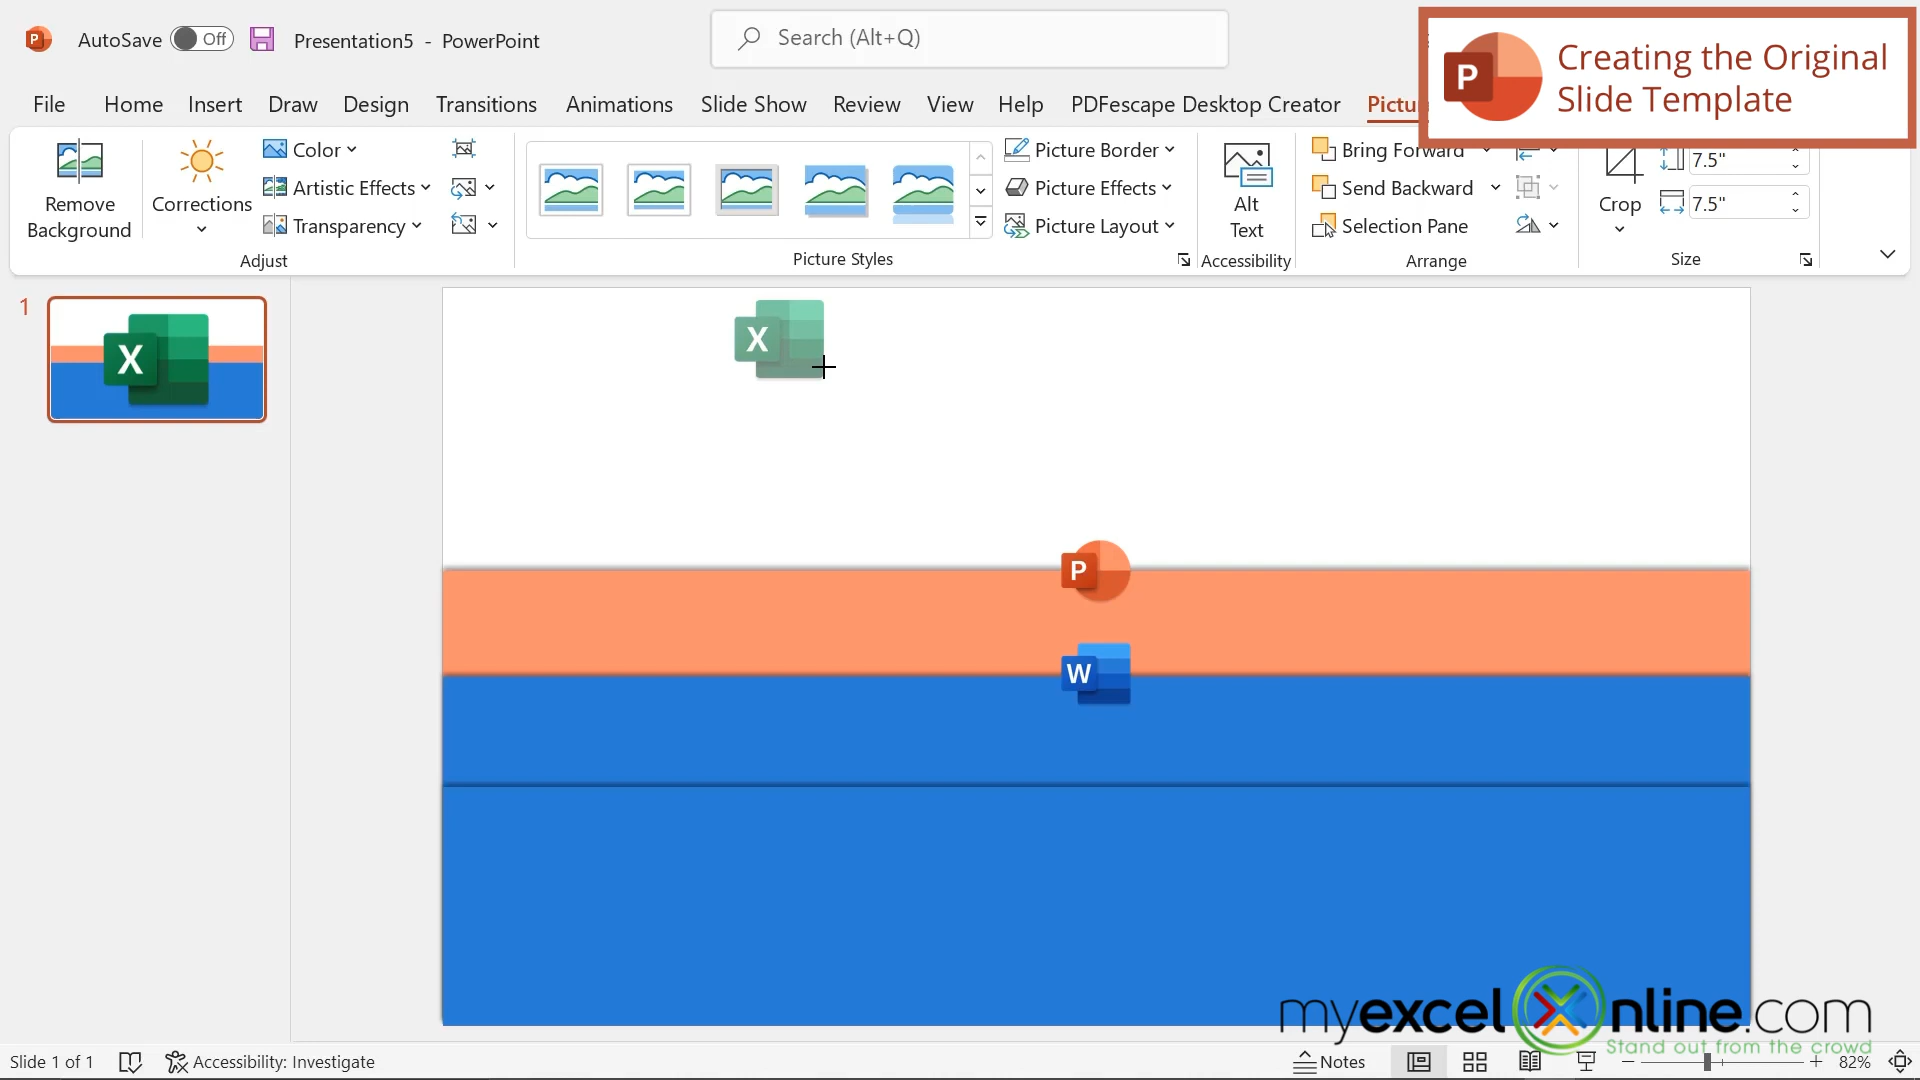 AutoSave Off Presentation5 - PowerPoint
Search (Alt+Q)
P Creating the Original
Slide Template
File Home Insert Draw Design Transitions Animations Slide Show Review View Help PDFescape Desktop Creator Pictu
Remove
Background
Corrections
Color
Artistic Effects
Transparency
Adjust
Picture Border
Picture Effects
Picture Layout
Picture Styles
Alt
Text
Accessibility
Bring Forward
Send Backward
Selection Pane
Arrange
Crop
7.5"
7.5"
Size
1
X
X
P
W
myexcelonline.com
Stand out from the crowd
Slide 1 of 1 Accessibility: Investigate Notes 82%